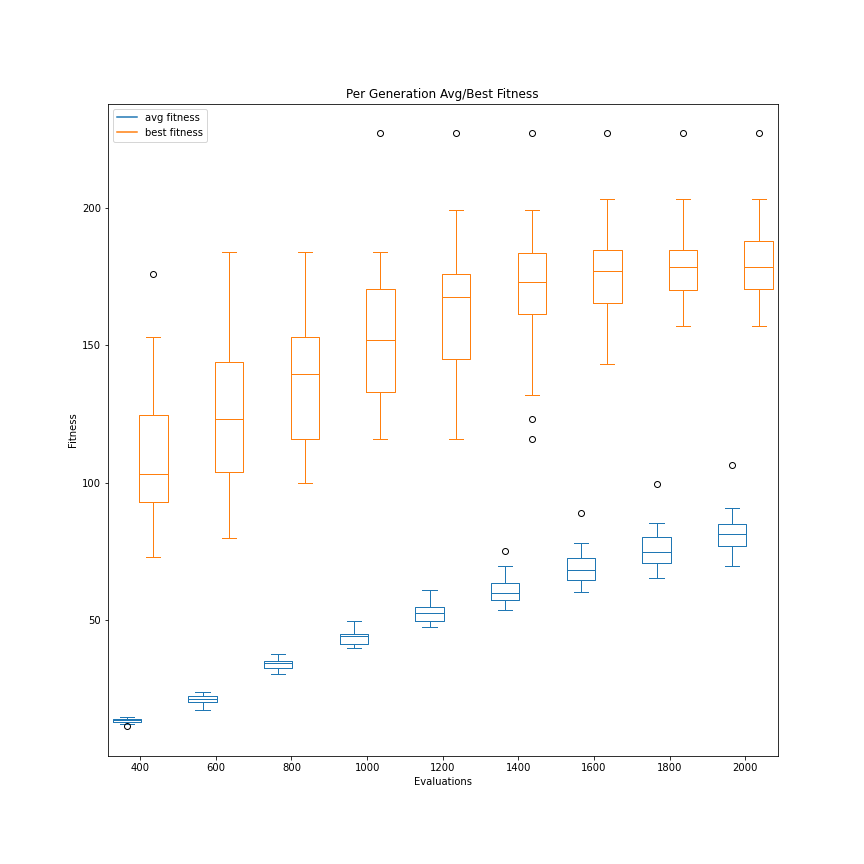 Per Generation Avg/Best Fitness
avg fitness
best fitness
200
150
100
50
Fitness
400 600 800 1000 1200 1400 1600 1800 2000
Evaluations